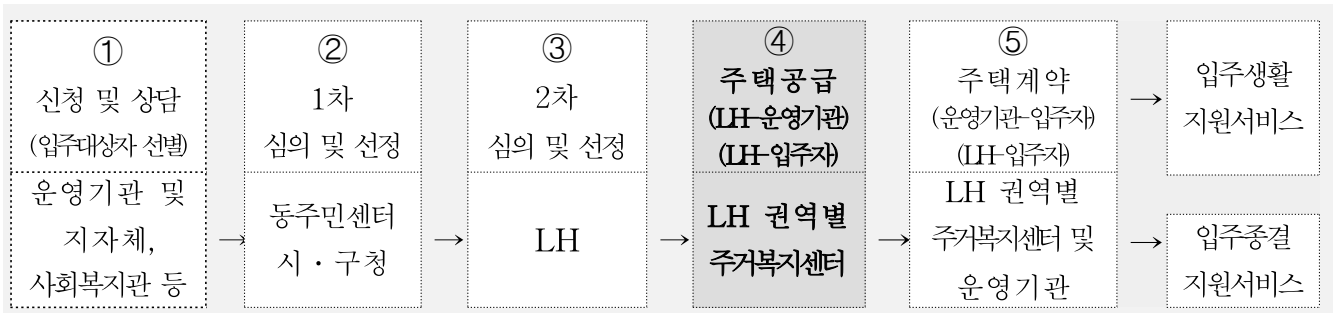 ①
신청 및 상담
(입주대상자 선별)
운영기관 및
지자체,
사회복지관 등
→
②
1차
심의 및 선정
동주민센터
시·구청
→
③
2차
심의 및 선정
LH
→
④
주택공급
(LH-운영기관)
(LH-입주자)
LH 권역별
주거복지센터
→
⑤
주택계약
(운영기관-입주자)
(LH-입주자)
LH 권역별
주거복지센터 및
운영기관
→
입주생활
지원서비스
→
입주종결
지원서비스